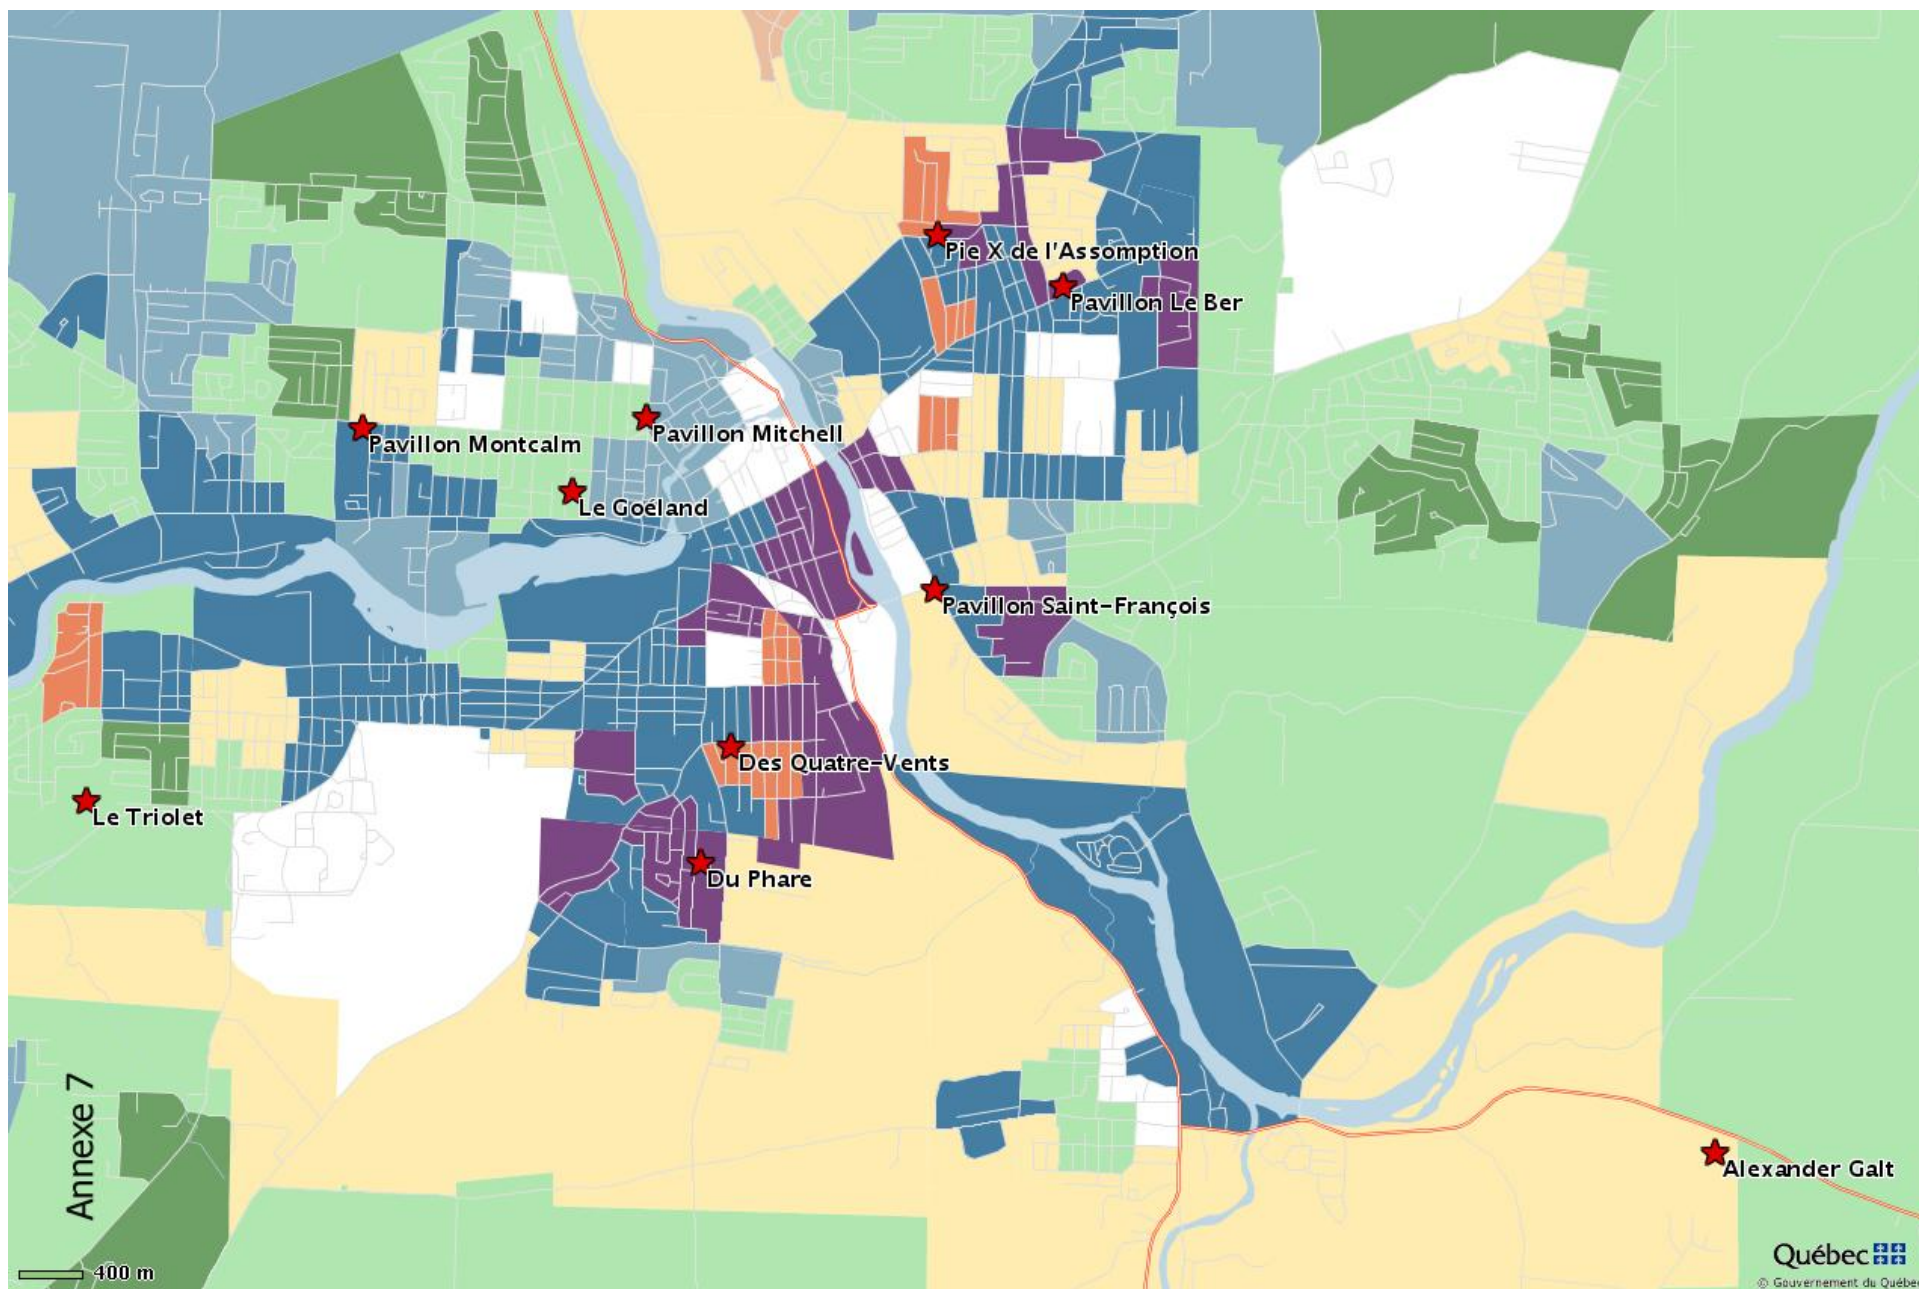 Pie X de l'Assomption
Pavillon Le Ber
Pavillon Mitchell
Pavillon Montcalm
Le Goéland
Pavillon Saint-François
Des Quatre-Vents
Le Triolet
Du Phare
Annexe 7
Alexander Galt
400 m
Québec
© Gouvernement du Québec